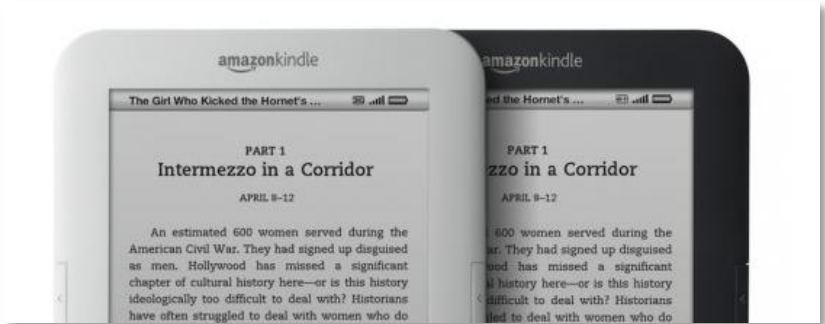 amazonkindle
The Girl Who Kicked the Hornet's ...
PART 1
Intermezzo in a Corridor
APRIL 8–12
An estimated 600 women served during the
American Civil War. They had signed up disguised
as men. Hollywood has missed a significant
chapter of cultural history here—or is this history
ideologically too difficult to deal with? Historians
have often struggled to deal with women who do
amazonkindle
ed the Hornet's ...
PART 1
zzo in a Corridor
APRIL 8–12
600 women served during the
ar. They had signed up disguised
ood has missed a significant
al history here—or is this history
difficult to deal with? Historians
led to deal with women who do